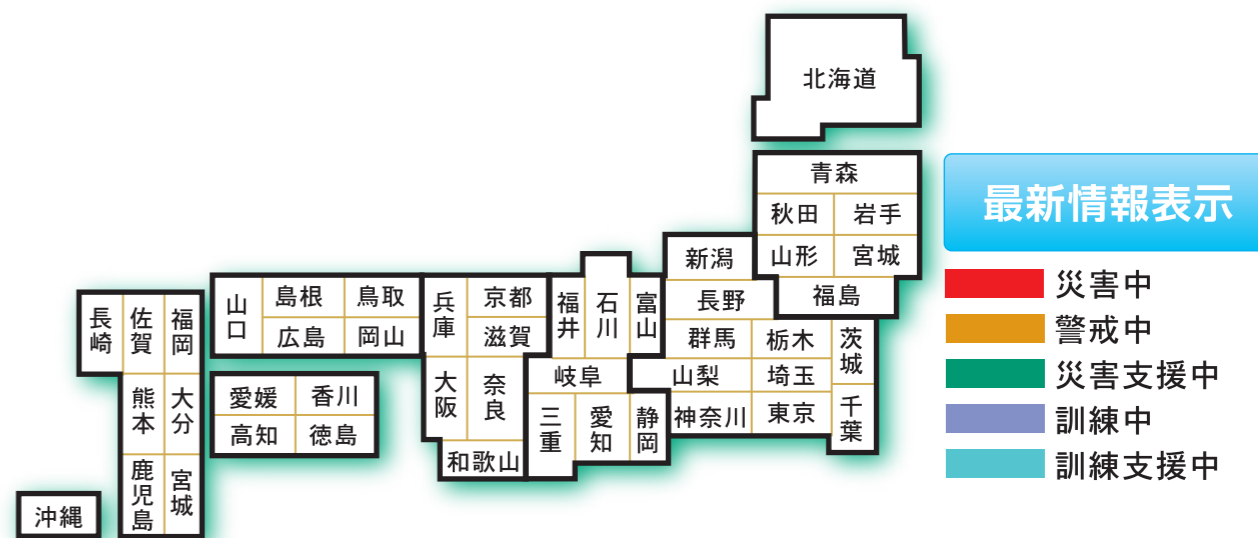 北海道
青森
秋田
岩手
山形
宮城
福島
新潟
長野
群馬
栃木
茨城
山梨
埼玉
千葉
神奈川
東京
福井
石川
富山
岐阜
三重
愛知
静岡
兵庫
京都
滋賀
大阪
奈良
和歌山
山口
島根
鳥取
広島
岡山
愛媛
香川
高知
徳島
長崎
佐賀
福岡
熊本
大分
鹿児島
宮城
沖縄
最新情報表示
災害中
警戒中
災害支援中
訓練中
訓練支援中